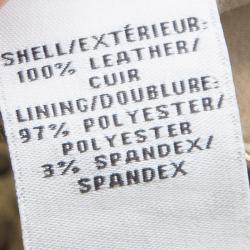 SHELL/EXTÉRIEUR:
100% LEATHER/
CUIR
LINING/DOUBLURE:
97% POLYESTER/
POLYESTER
3% SPANDEX/
SPANDEX